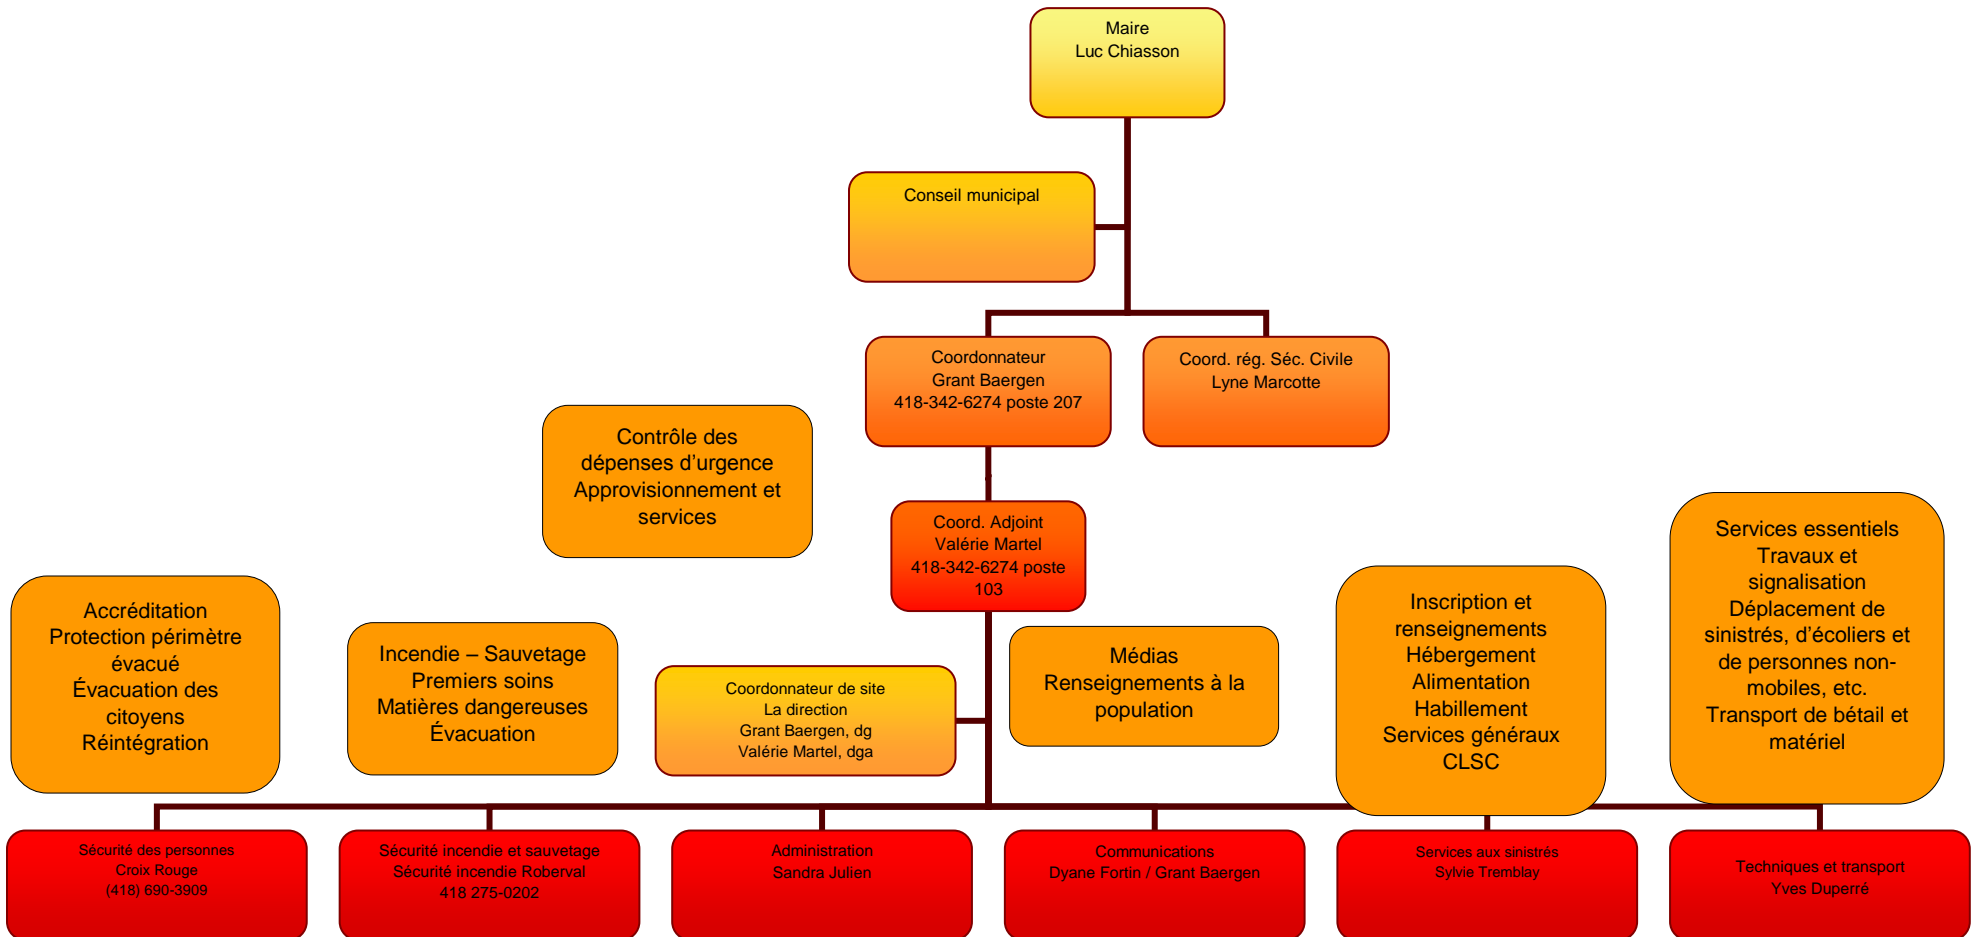 Maire
Luc Chiasson
Conseil municipal
Coordonnateur
Grant Baergen
418-342-6274 poste 207
Coord. rég. Séc. Civile
Lyne Marcotte
Contrôle des
dépenses d’urgence
Approvisionnement et
services
Coord. Adjoint
Valérie Martel
418-342-6274 poste
103
Services essentiels
Travaux et
signalisation
Déplacement de
sinistrés, d’écoliers et
de personnes non-
mobiles, etc.
Transport de bétail et
matériel
Accréditation
Protection périmètre
évacué
Évacuation des
citoyens
Réintégration
Incendie – Sauvetage
Premiers soins
Matières dangereuses
Évacuation
Coordonnateur de site
La direction
Grant Baergen, dg
Valérie Martel, dga
Médias
Renseignements à la
population
Inscription et
renseignements
Hébergement
Alimentation
Habillement
Services généraux
CLSC
Sécurité des personnes
Croix Rouge
(418) 690-3909
Sécurité incendie et sauvetage
Sécurité incendie Roberval
418 275-0202
Administration
Sandra Julien
Communications
Dyane Fortin / Grant Baergen
Services aux sinistrés
Sylvie Tremblay
Techniques et transport
Yves Duperré